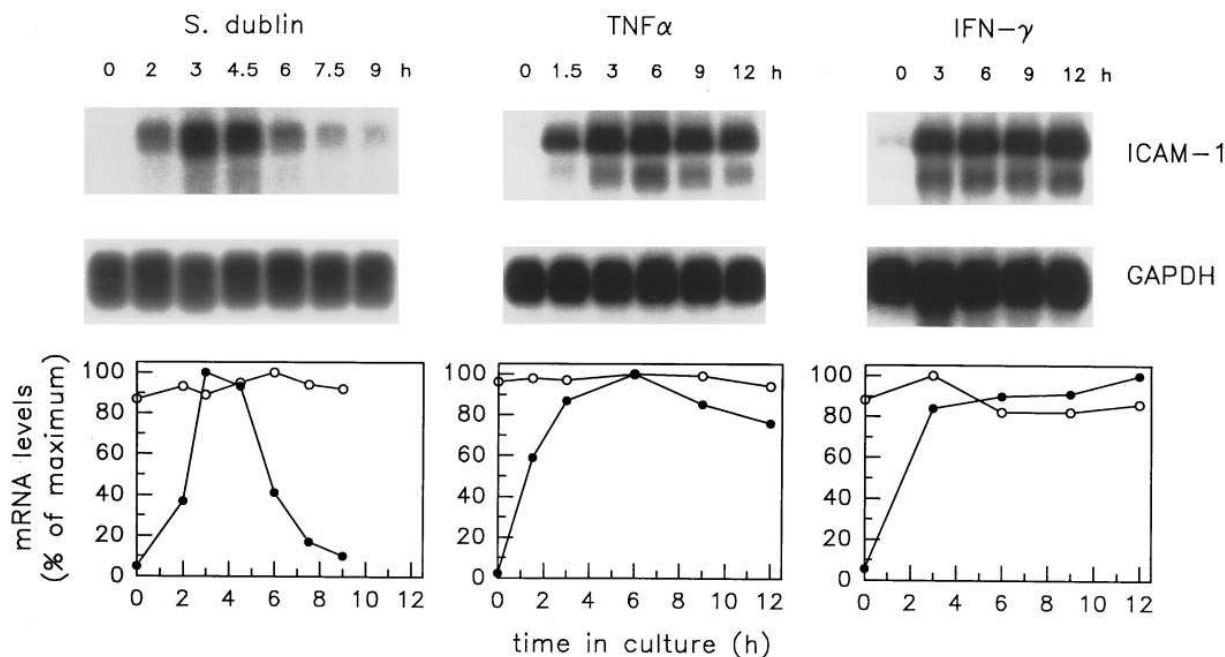 S. dublin
TNFα
IFN-γ
0 2 3 4.5 6 7.5 9 h
0 1.5 3 6 9 12 h
0 3 6 9 12 h
ICAM-1
GAPDH
mRNA levels
(% of maximum)
100
80
60
40
20
0
0 2 4 6 8 10 12
100
80
60
40
20
0
0 2 4 6 8 10 12
100
80
60
40
20
0
0 2 4 6 8 10 12
time in culture (h)